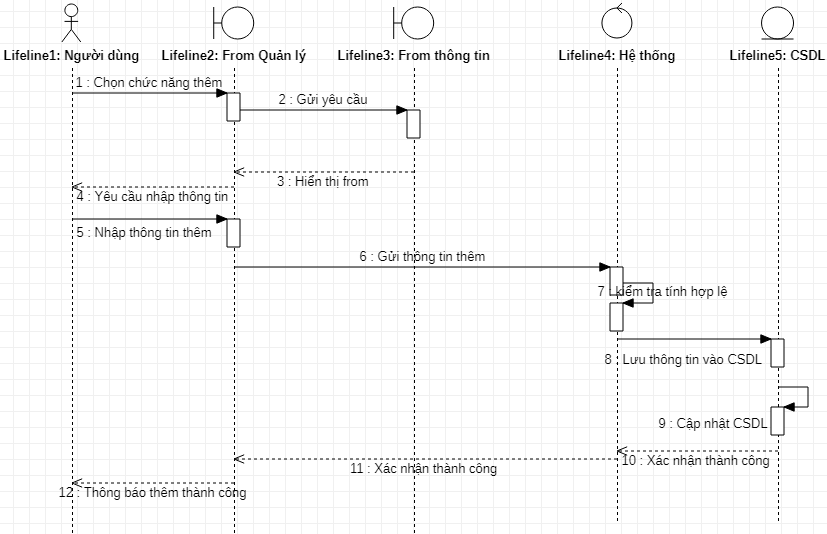 Lifeline1: Người dùng
Lifeline2: From Quản lý
Lifeline3: From thông tin
Lifeline4: Hệ thống
Lifeline5: CSDL
1 : Chọn chức năng thêm
2 : Gửi yêu cầu
3 : Hiển thị from
4 : Yêu cầu nhập thông tin
5 : Nhập thông tin thêm
6 : Gửi thông tin thêm
7 : kiểm tra tính hợp lệ
8 : Lưu thông tin vào CSDL
9 : Cập nhật CSDL
10 : Xác nhận thành công
11 : Xác nhận thành công
12 : Thông báo thêm thành công